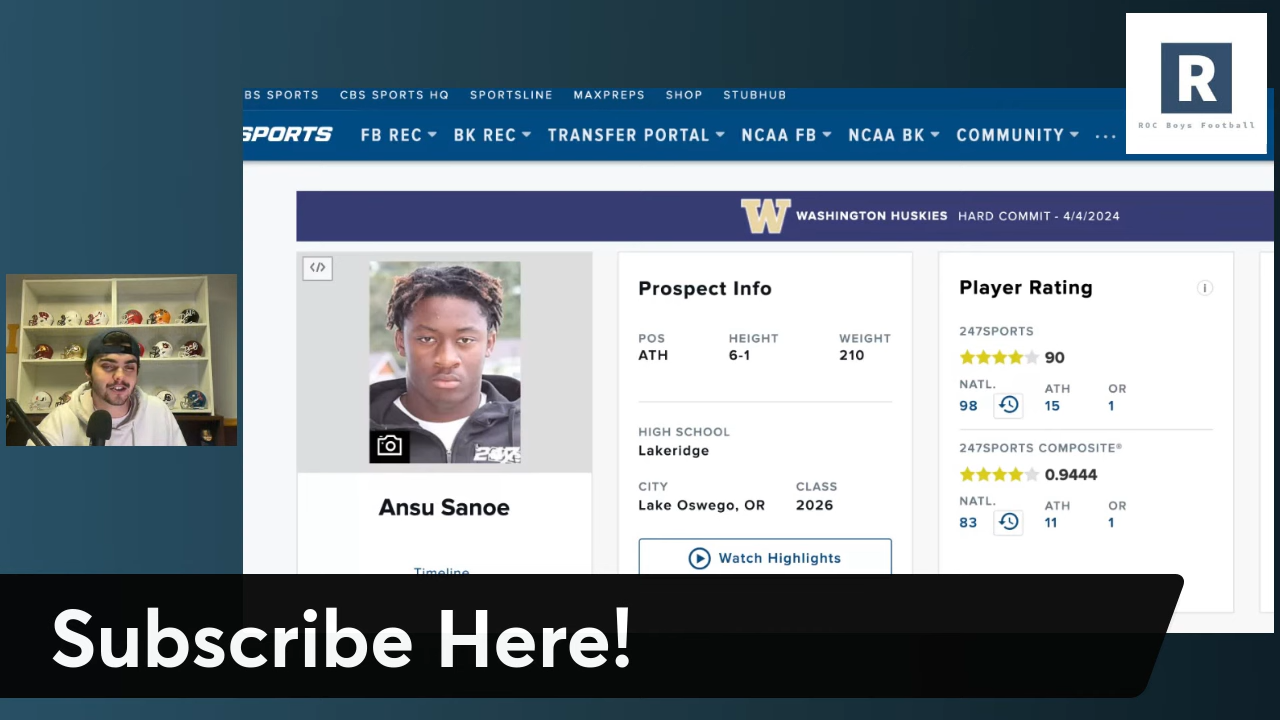 BS SPORTS CBS SPORTS HQ SPORTSLINE MAXPREPS SHOP STUBHUB
SPORTS FB REC BK REC TRANSFER PORTAL NCAA FB NCAA BK COMMUNITY ...
R
ROC Boys Football
W WASHINGTON HUSKIES HARD COMMIT - 4/4/2024
</>
247
Ansu Sanoe
Timeline
Prospect Info
POS HEIGHT WEIGHT
ATH 6-1 210
HIGH SCHOOL
Lakeridge
CITY CLASS
Lake Oswego, OR 2026
Watch Highlights
Player Rating i
247SPORTS
90
NATL. ATH OR
98 15 1
247SPORTS COMPOSITE®
0.9444
NATL. ATH OR
83 11 1
Subscribe Here!